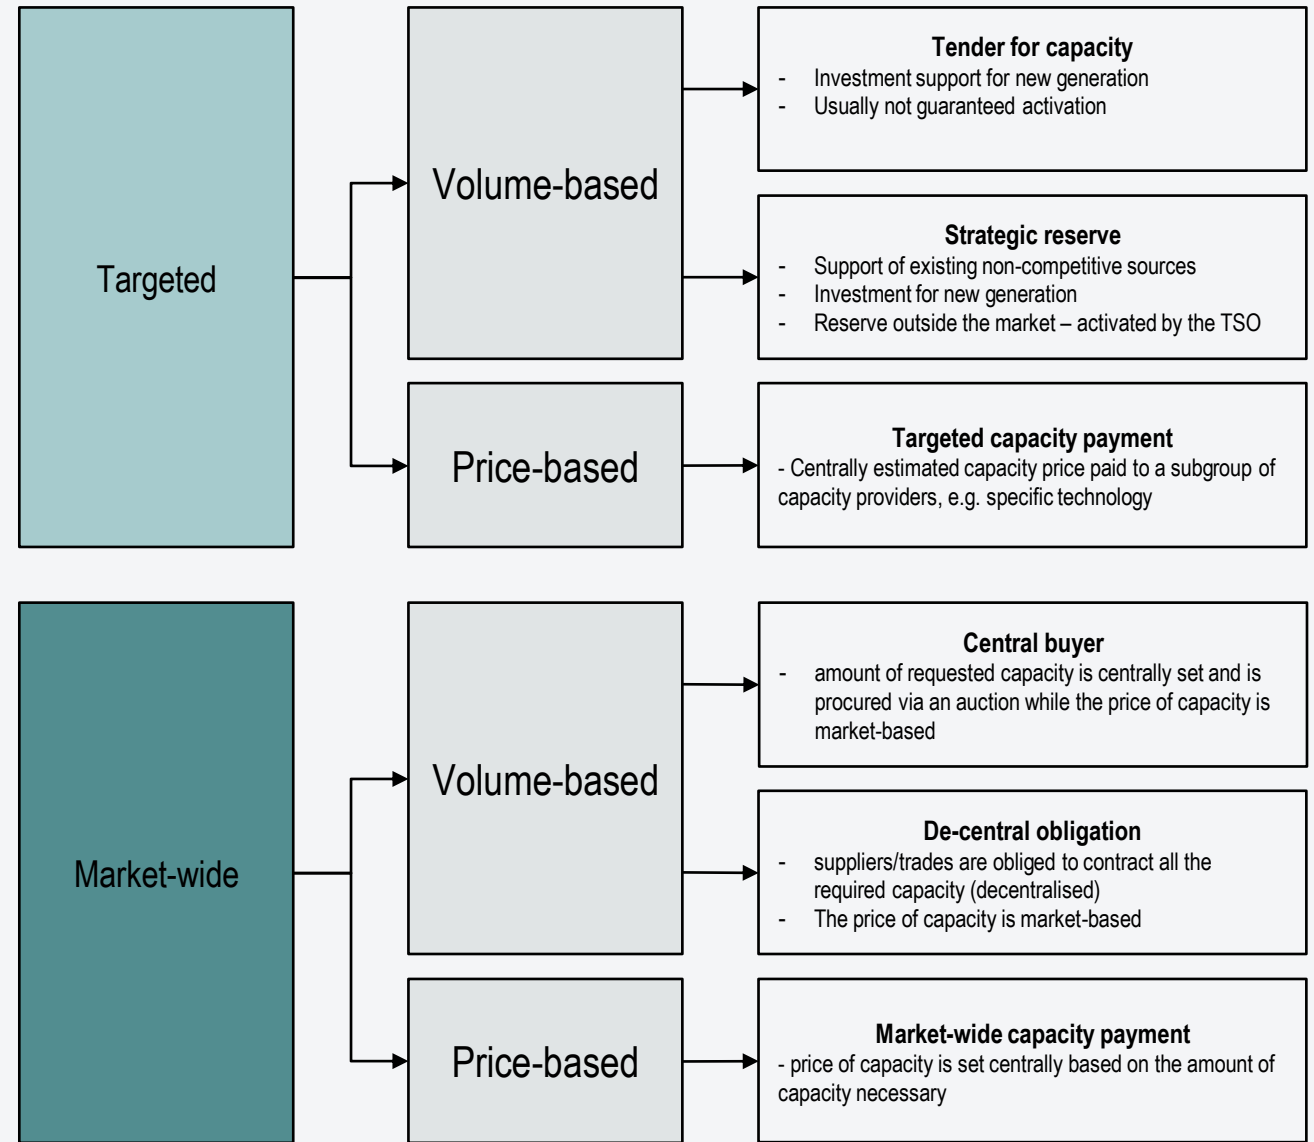 Targeted
Volume-based
Tender for capacity
- Investment support for new generation
- Usually not guaranteed activation
Strategic reserve
- Support of existing non-competitive sources
- Investment for new generation
- Reserve outside the market – activated by the TSO
Price-based
Targeted capacity payment
- Centrally estimated capacity price paid to a subgroup of
capacity providers, e.g. specific technology
Market-wide
Volume-based
Central buyer
- amount of requested capacity is centrally set and is
procured via an auction while the price of capacity is
market-based
De-central obligation
- suppliers/trades are obliged to contract all the
required capacity (decentralised)
- The price of capacity is market-based
Price-based
Market-wide capacity payment
- price of capacity is set centrally based on the amount of
capacity necessary